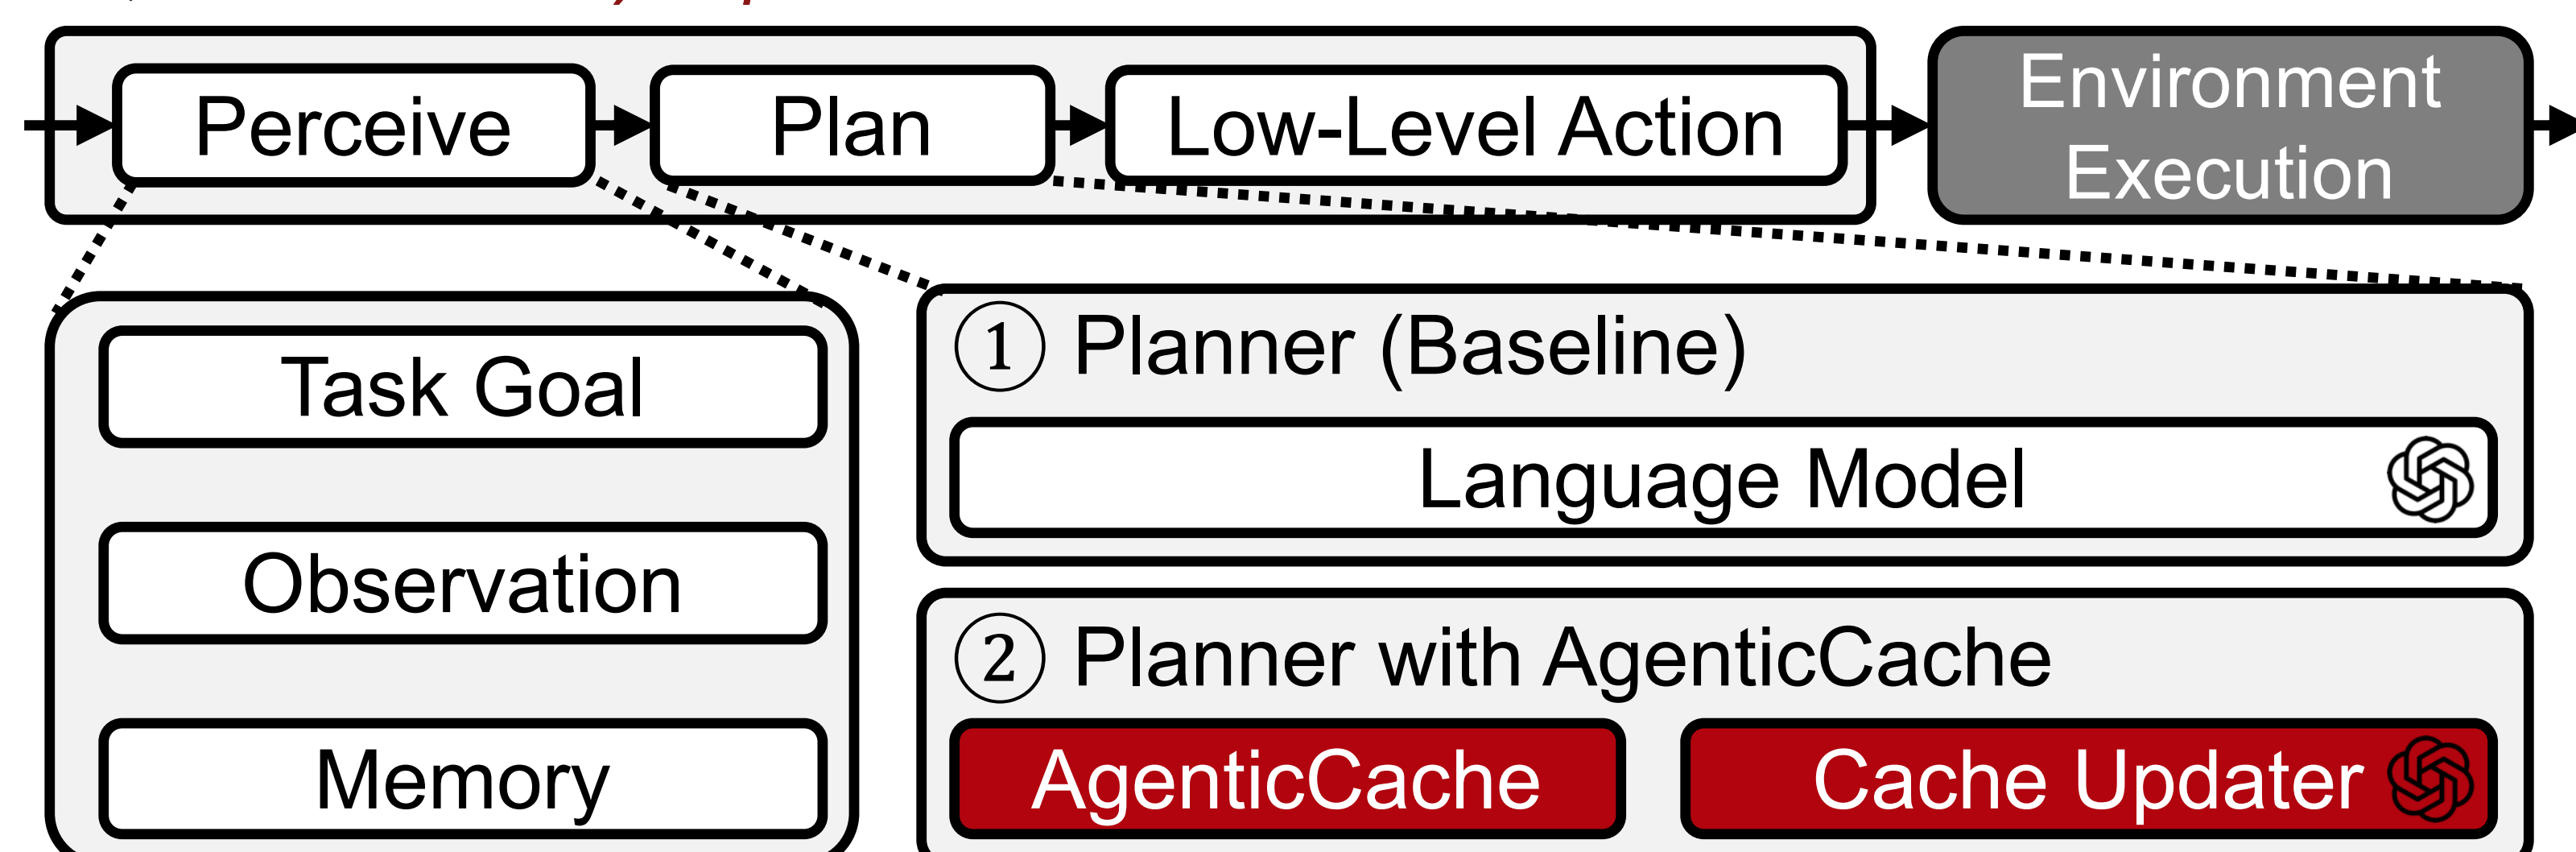 Perceive
Plan
Low-Level Action
Environment
Execution
Task Goal
Observation
Memory
① Planner (Baseline)
Language Model
② Planner with AgenticCache
AgenticCache
Cache Updater